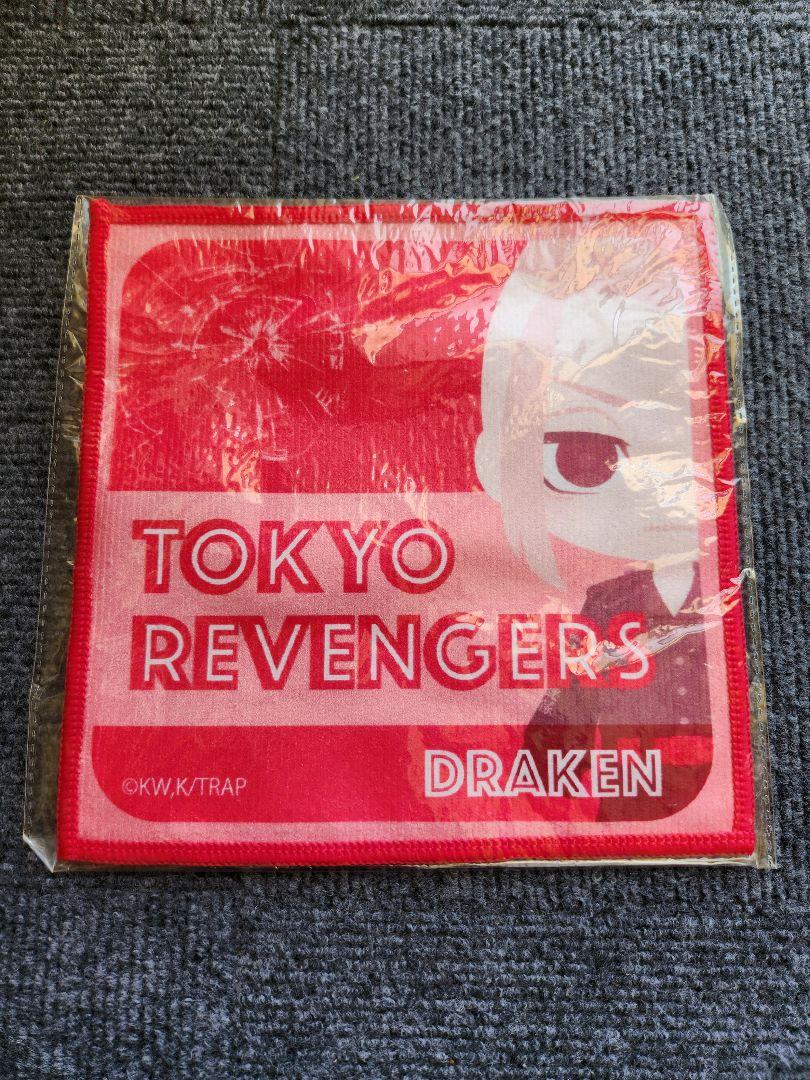 TOKYO
REVENGERS
DRAKEN
©KW,K/TRAP